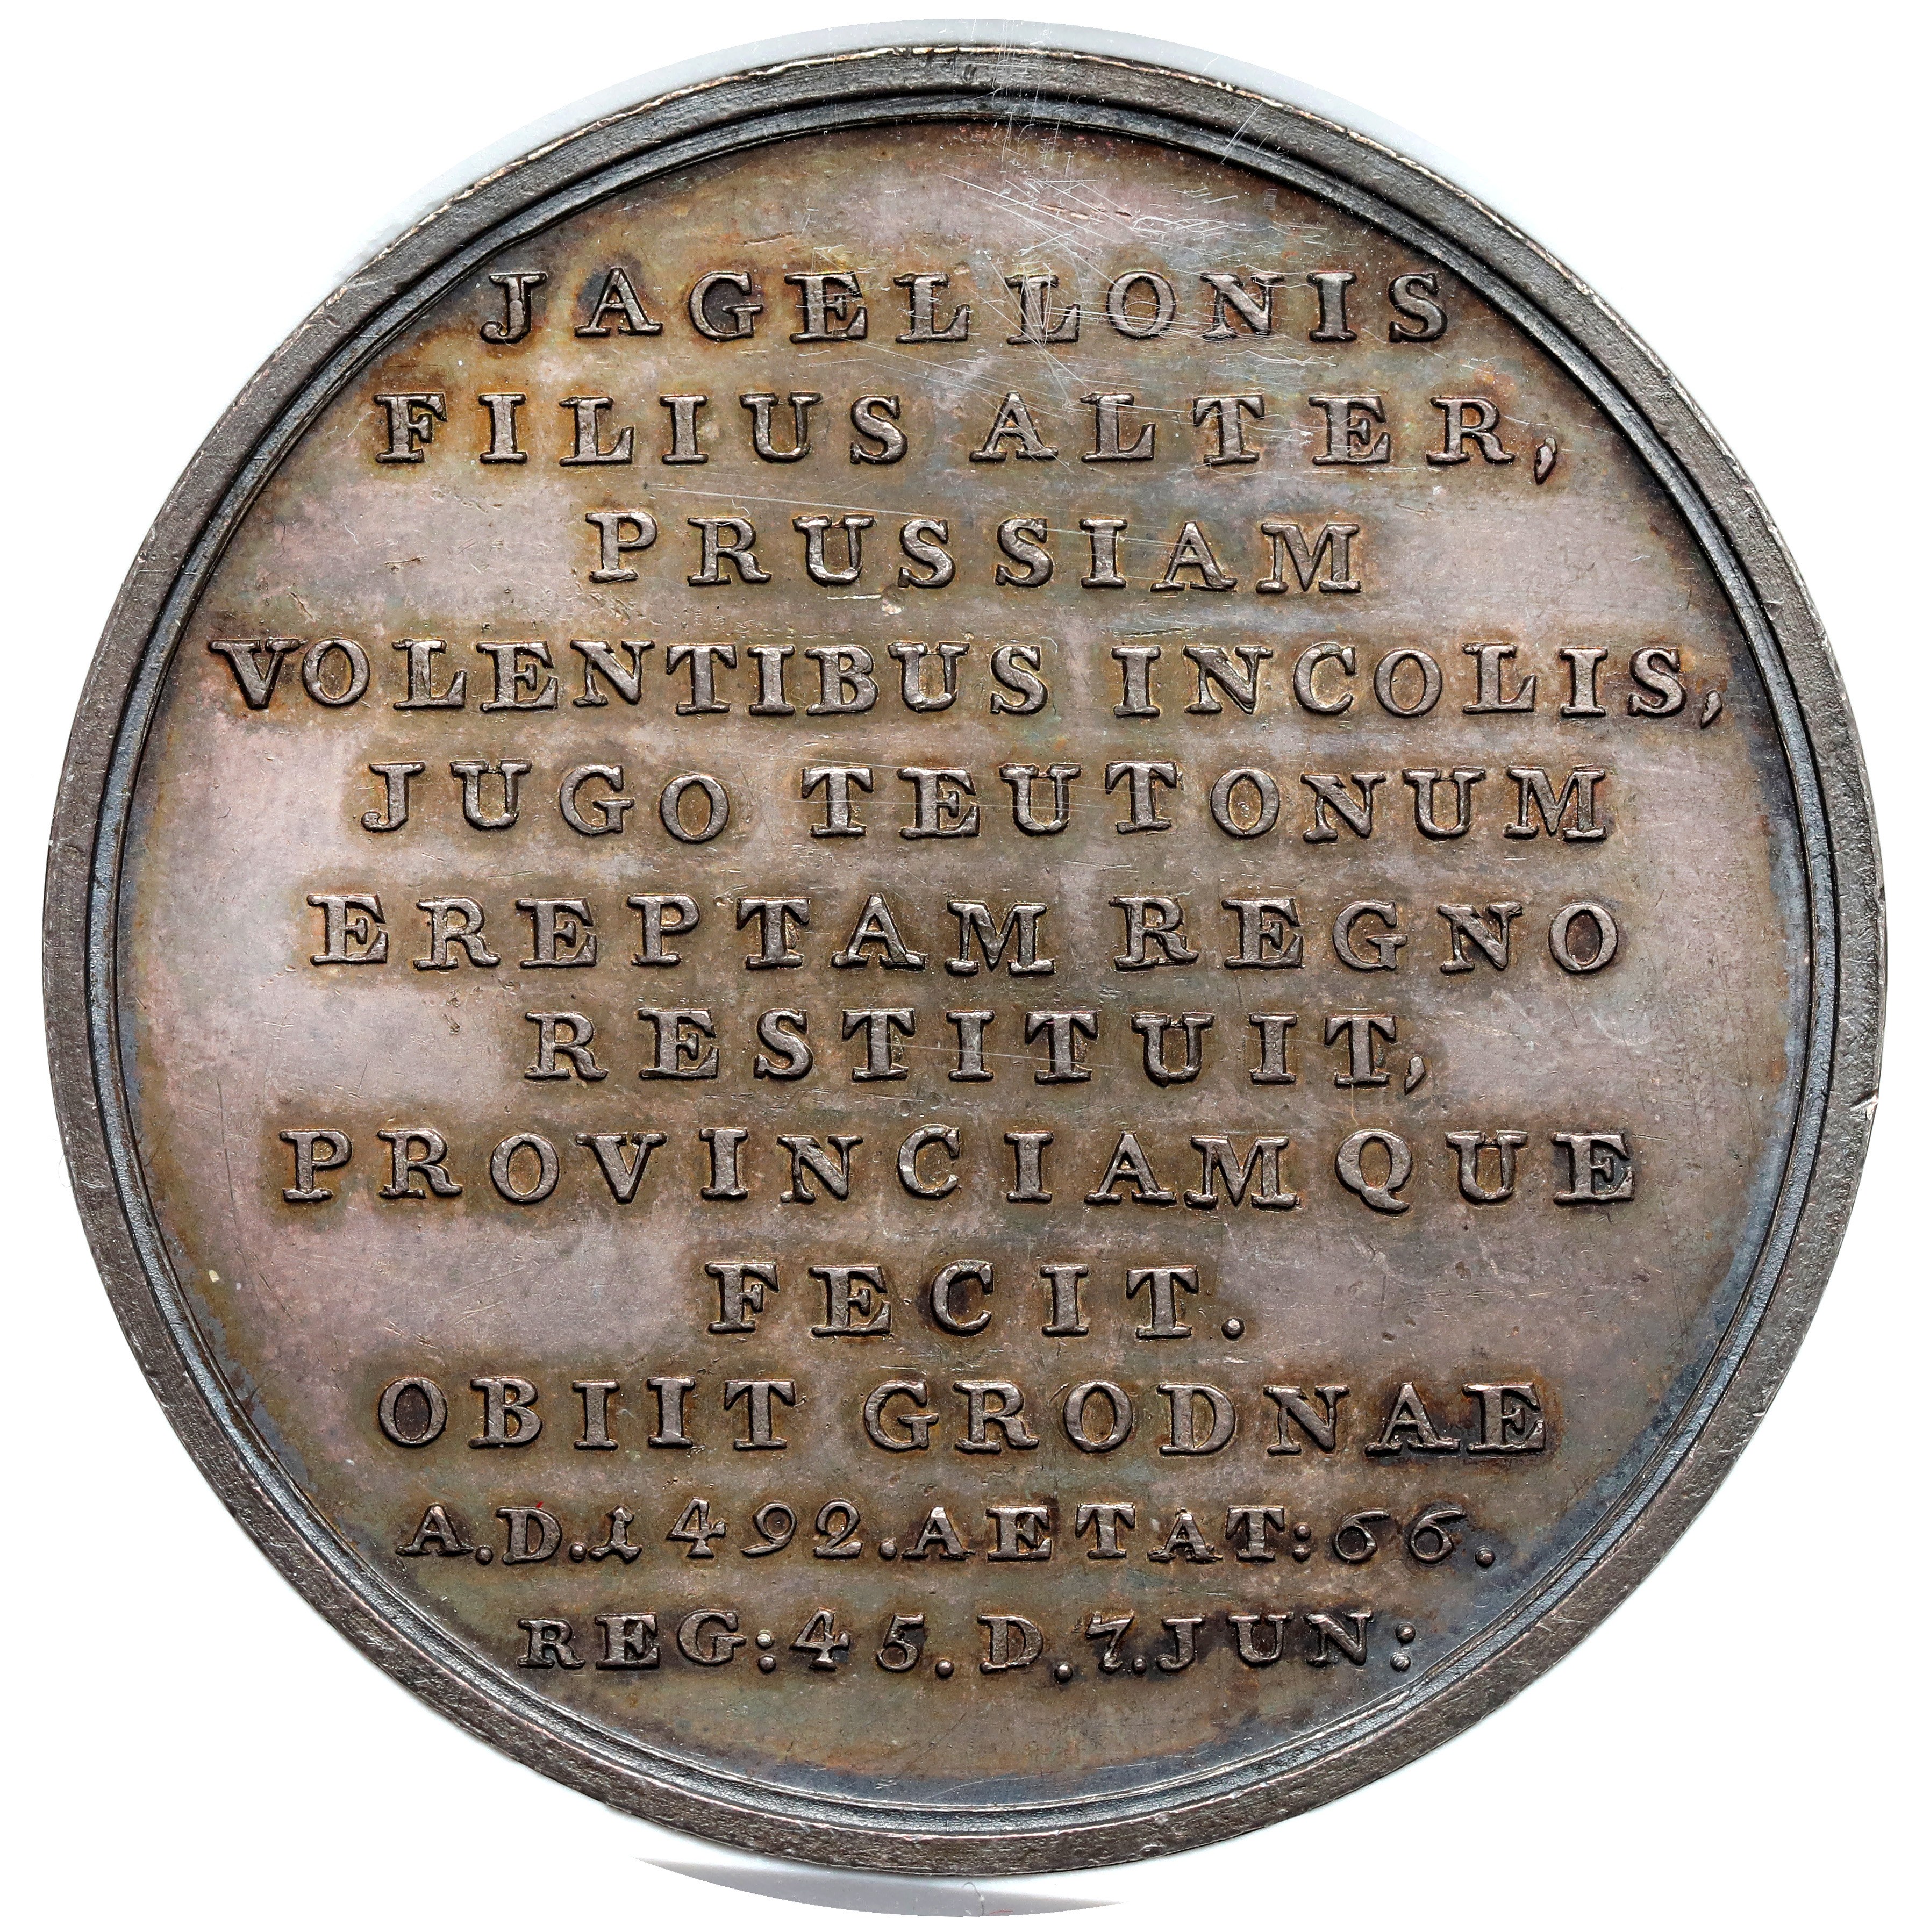 JAGELLONIS
FILIUS ALTER,
PRUSSIAM
VOLENTIBUS INCOLIS,
JUGO TEUTONUM
EREPTAM REGNO
RESTITUIT,
PROVINCIAMQUE
FECIT.
OBIIT GRODNAE
A.D.1492.AETAT:66.
REG:45.D.7.JUN: